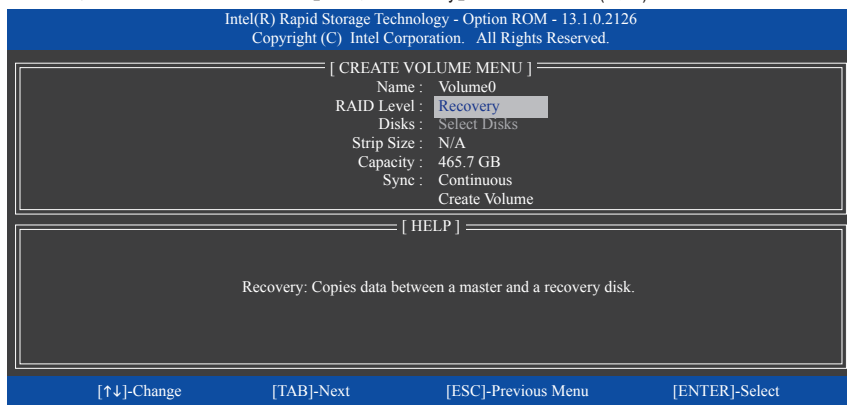 Intel(R) Rapid Storage Technology - Option ROM - 13.1.0.2126
Copyright (C) Intel Corporation. All Rights Reserved.
[ CREATE VOLUME MENU ]
Name : Volume0
RAID Level : Recovery
Disks : Select Disks
Strip Size : N/A
Capacity : 465.7 GB
Sync : Continuous
Create Volume
[ HELP ]
Recovery: Copies data between a master and a recovery disk.
[↑↓]-Change [TAB]-Next [ESC]-Previous Menu [ENTER]-Select